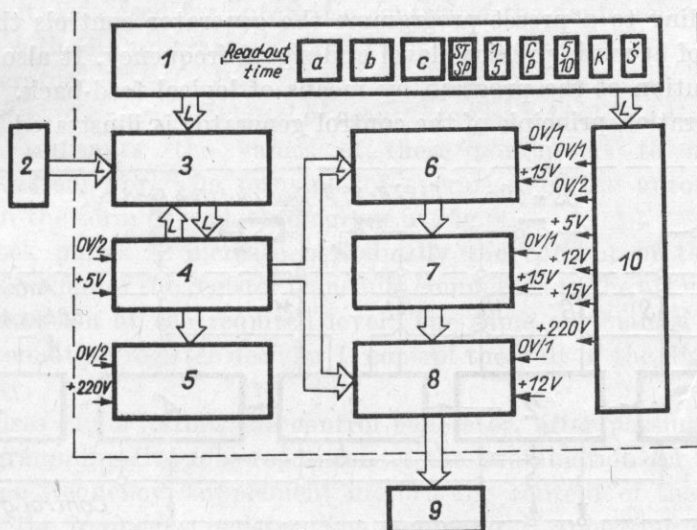 1 Read-out time a b c ST SP 1 5 C P 5 10 K Š
L L
2 3 6 0V/1 0V/1
+15V 0V/2
L L +5V
0V/2 4 7 0V/1 +12V 10
+5V +15V 15V
+220V
0V/2 5 L 8 0V/1
+220V +12V
9